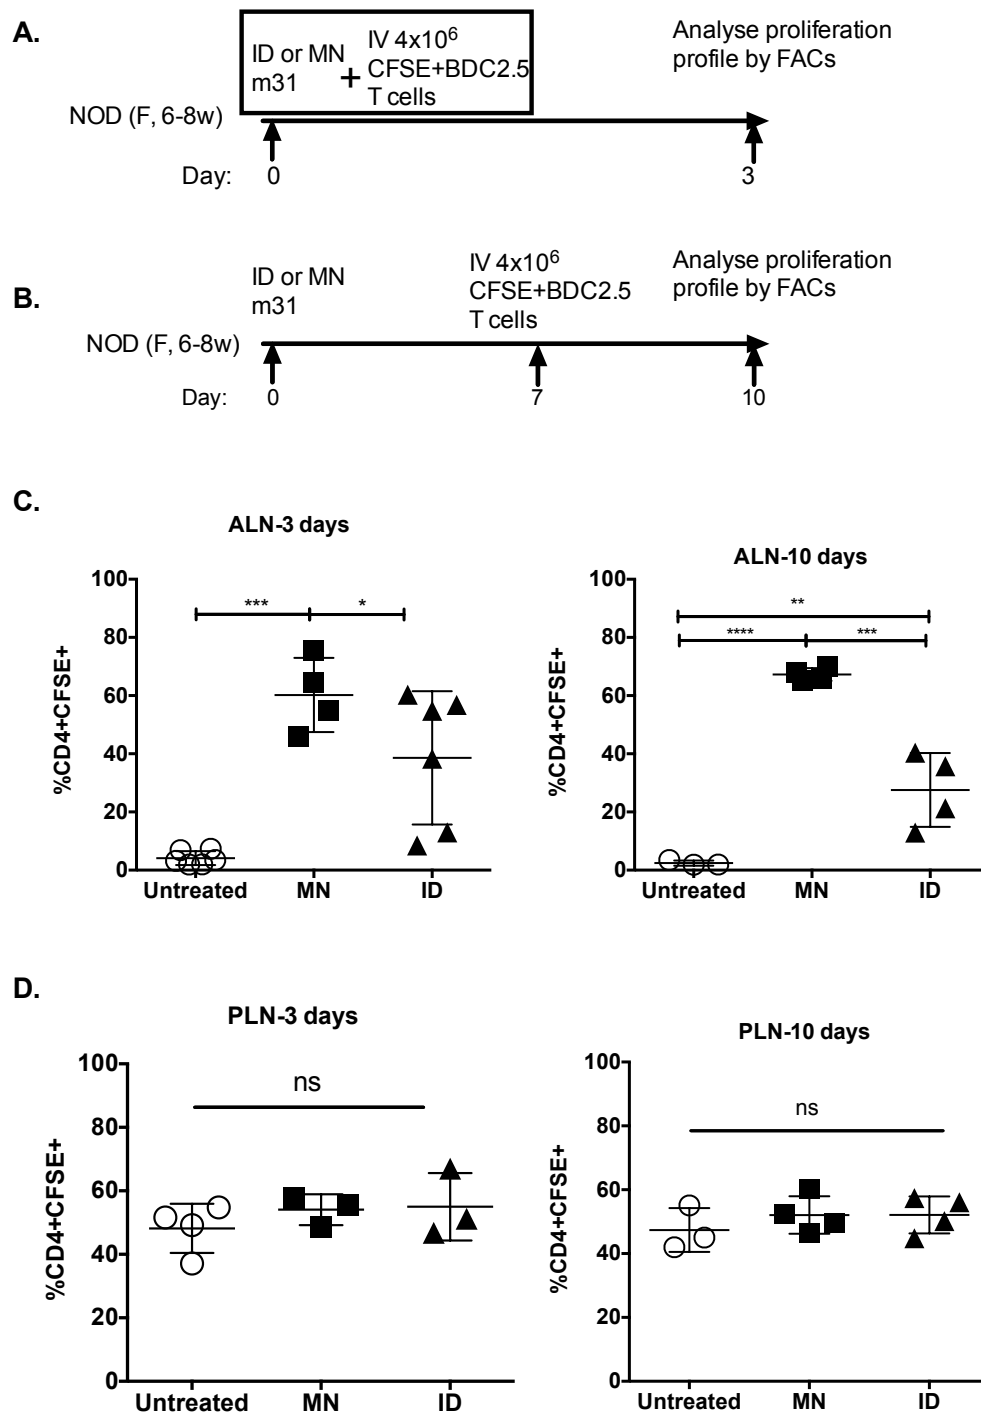 A.
ID or MN
m31
+
IV 4x10⁶
CFSE+BDC2.5
T cells
Analyse proliferation
profile by FACs
NOD (F, 6-8w)
Day: 0 3
B.
ID or MN
m31
IV 4x10⁶
CFSE+BDC2.5
T cells
Analyse proliferation
profile by FACs
NOD (F, 6-8w)
Day: 0 7 10
C.
ALN-3 days
%CD4+CFSE+
100
80
60
40
20
0
*** *
Untreated MN ID
ALN-10 days
%CD4+CFSE+
100
80
60
40
20
0
**
**** ***
Untreated MN ID
D.
PLN-3 days
%CD4+CFSE+
100
80
60
40
20
0
ns
Untreated MN ID
PLN-10 days
%CD4+CFSE+
100
80
60
40
20
0
ns
Untreated MN ID